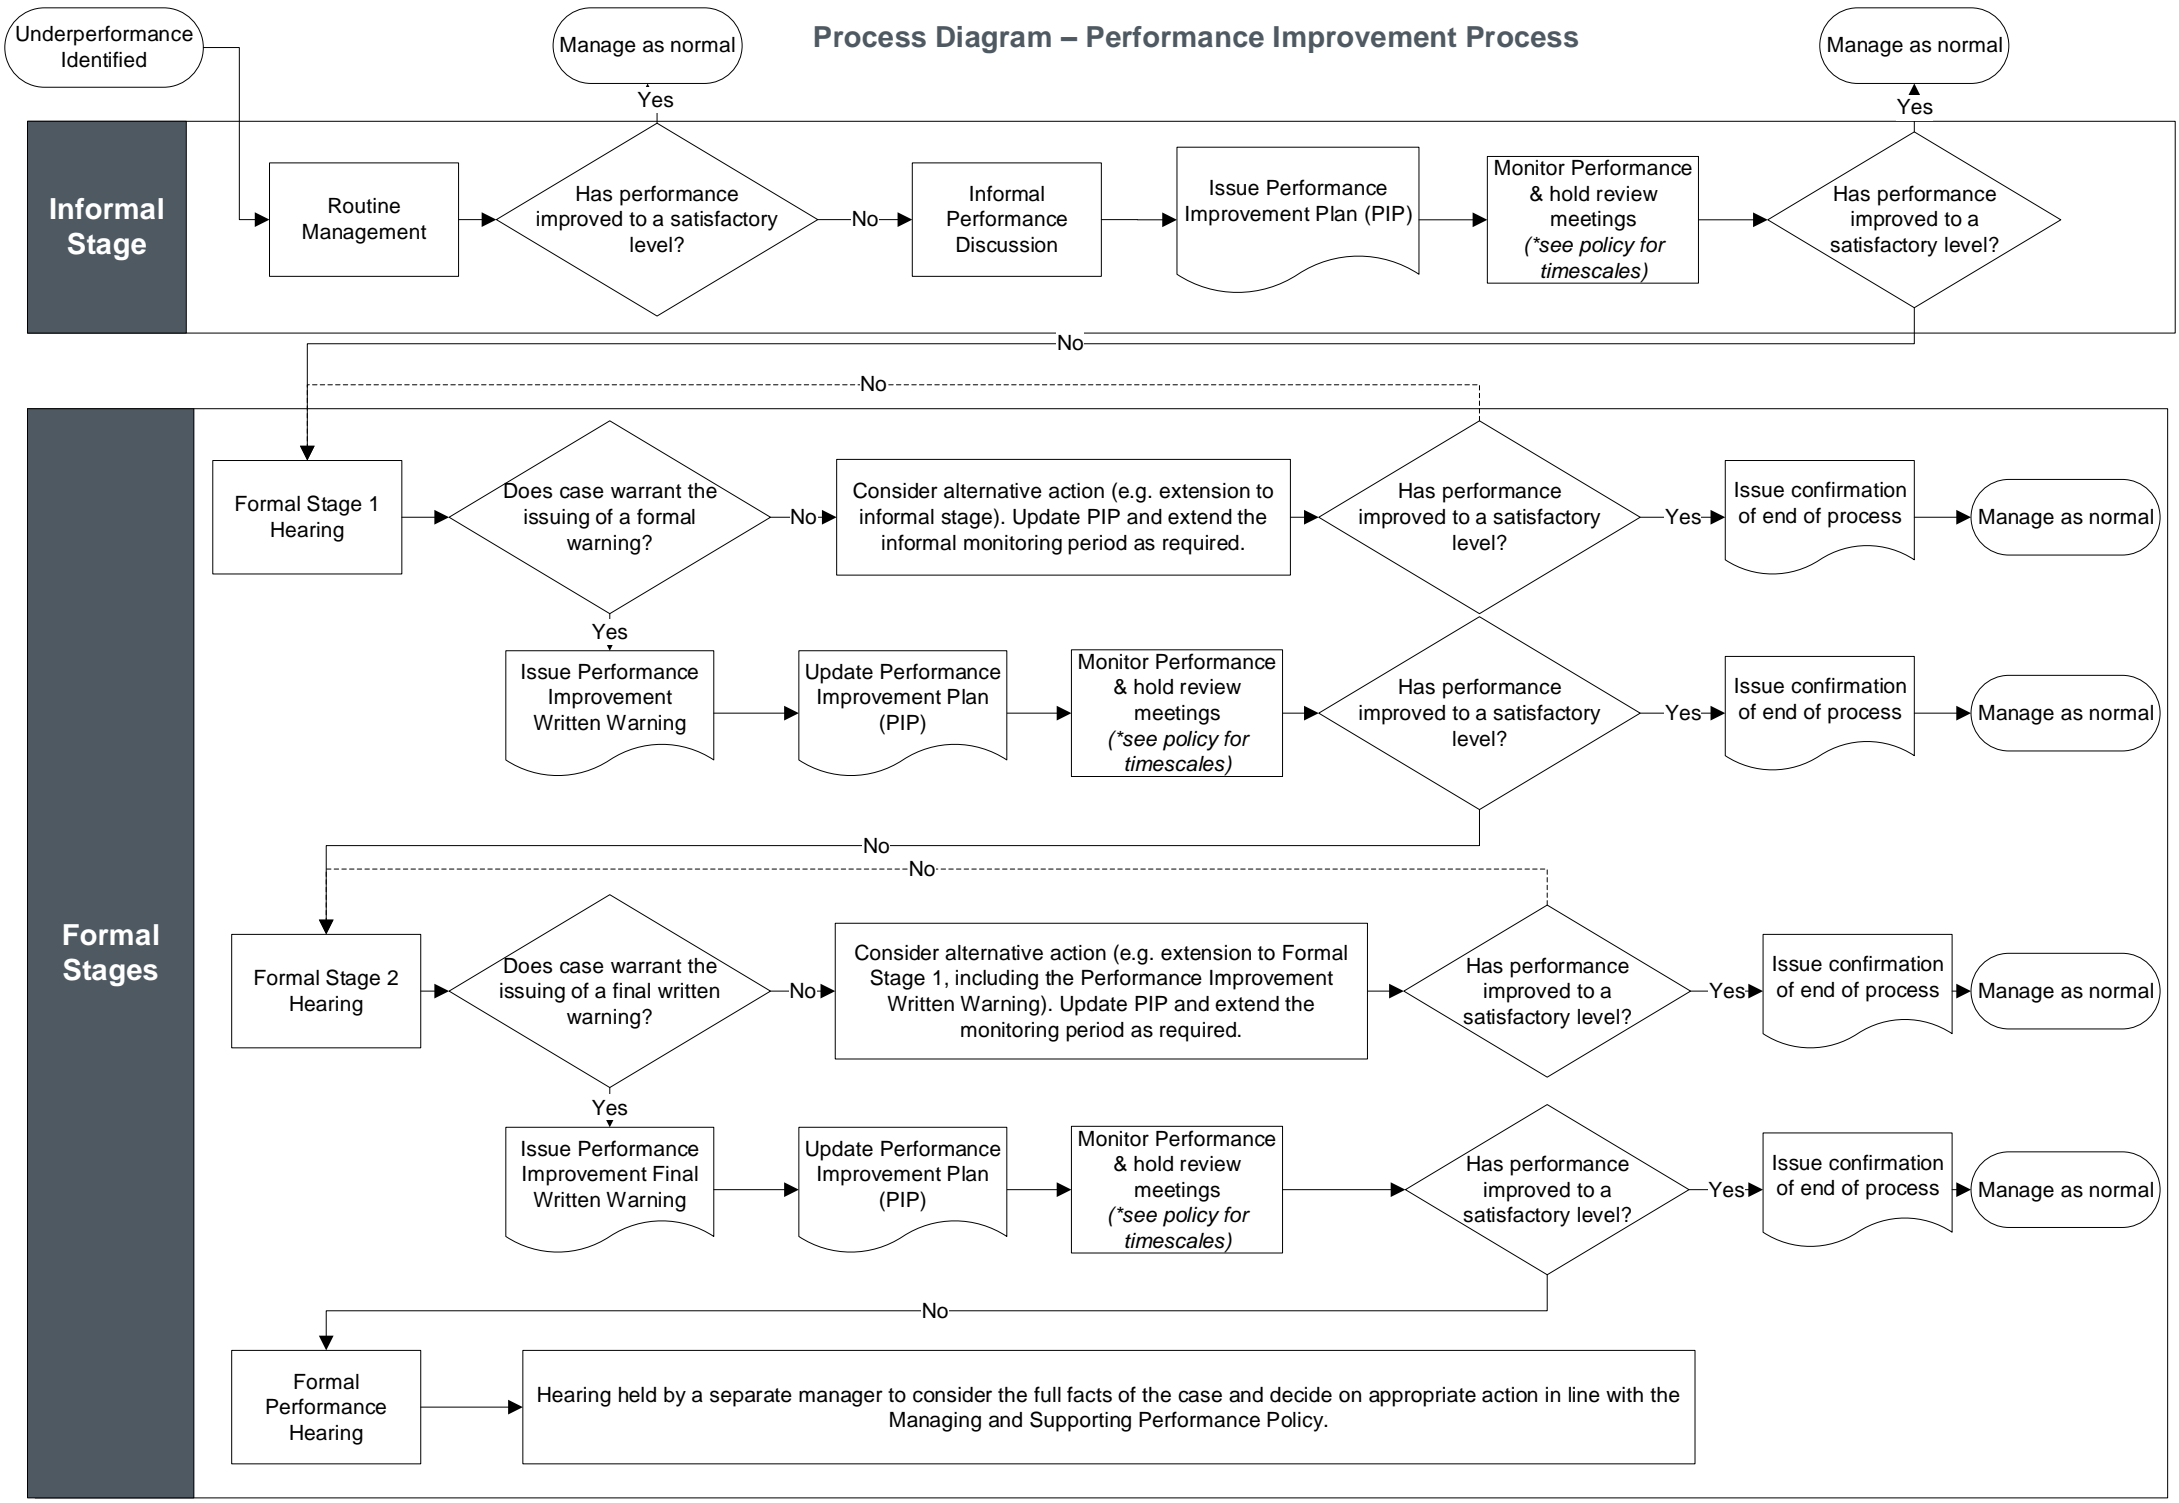 Underperformance
Identified
Manage as normal
Process Diagram – Performance Improvement Process
Manage as normal
Yes
Yes
Informal
Stage
Routine
Management
Has performance
improved to a satisfactory
level?
No
Informal
Performance
Discussion
Issue Performance
Improvement Plan (PIP)
Monitor Performance
& hold review
meetings
(*see policy for
timescales)
Has performance
improved to a
satisfactory level?
No
No
Formal
Stages
Formal Stage 1
Hearing
Does case warrant the
issuing of a formal
warning?
No
Consider alternative action (e.g. extension to
informal stage). Update PIP and extend the
informal monitoring period as required.
Has performance
improved to a satisfactory
level?
Yes
Issue confirmation
of end of process
Manage as normal
Yes
Issue Performance
Improvement
Written Warning
Update Performance
Improvement Plan
(PIP)
Monitor Performance
& hold review
meetings
(*see policy for
timescales)
Has performance
improved to a satisfactory
level?
Yes
Issue confirmation
of end of process
Manage as normal
No
No
Formal Stage 2
Hearing
Does case warrant the
issuing of a final written
warning?
No
Consider alternative action (e.g. extension to Formal
Stage 1, including the Performance Improvement
Written Warning). Update PIP and extend the
monitoring period as required.
Has performance
improved to a
satisfactory level?
Yes
Issue confirmation
of end of process
Manage as normal
Yes
Issue Performance
Improvement Final
Written Warning
Update Performance
Improvement Plan
(PIP)
Monitor Performance
& hold review
meetings
(*see policy for
timescales)
Has performance
improved to a
satisfactory level?
Yes
Issue confirmation
of end of process
Manage as normal
No
Formal
Performance
Hearing
Hearing held by a separate manager to consider the full facts of the case and decide on appropriate action in line with the
Managing and Supporting Performance Policy.